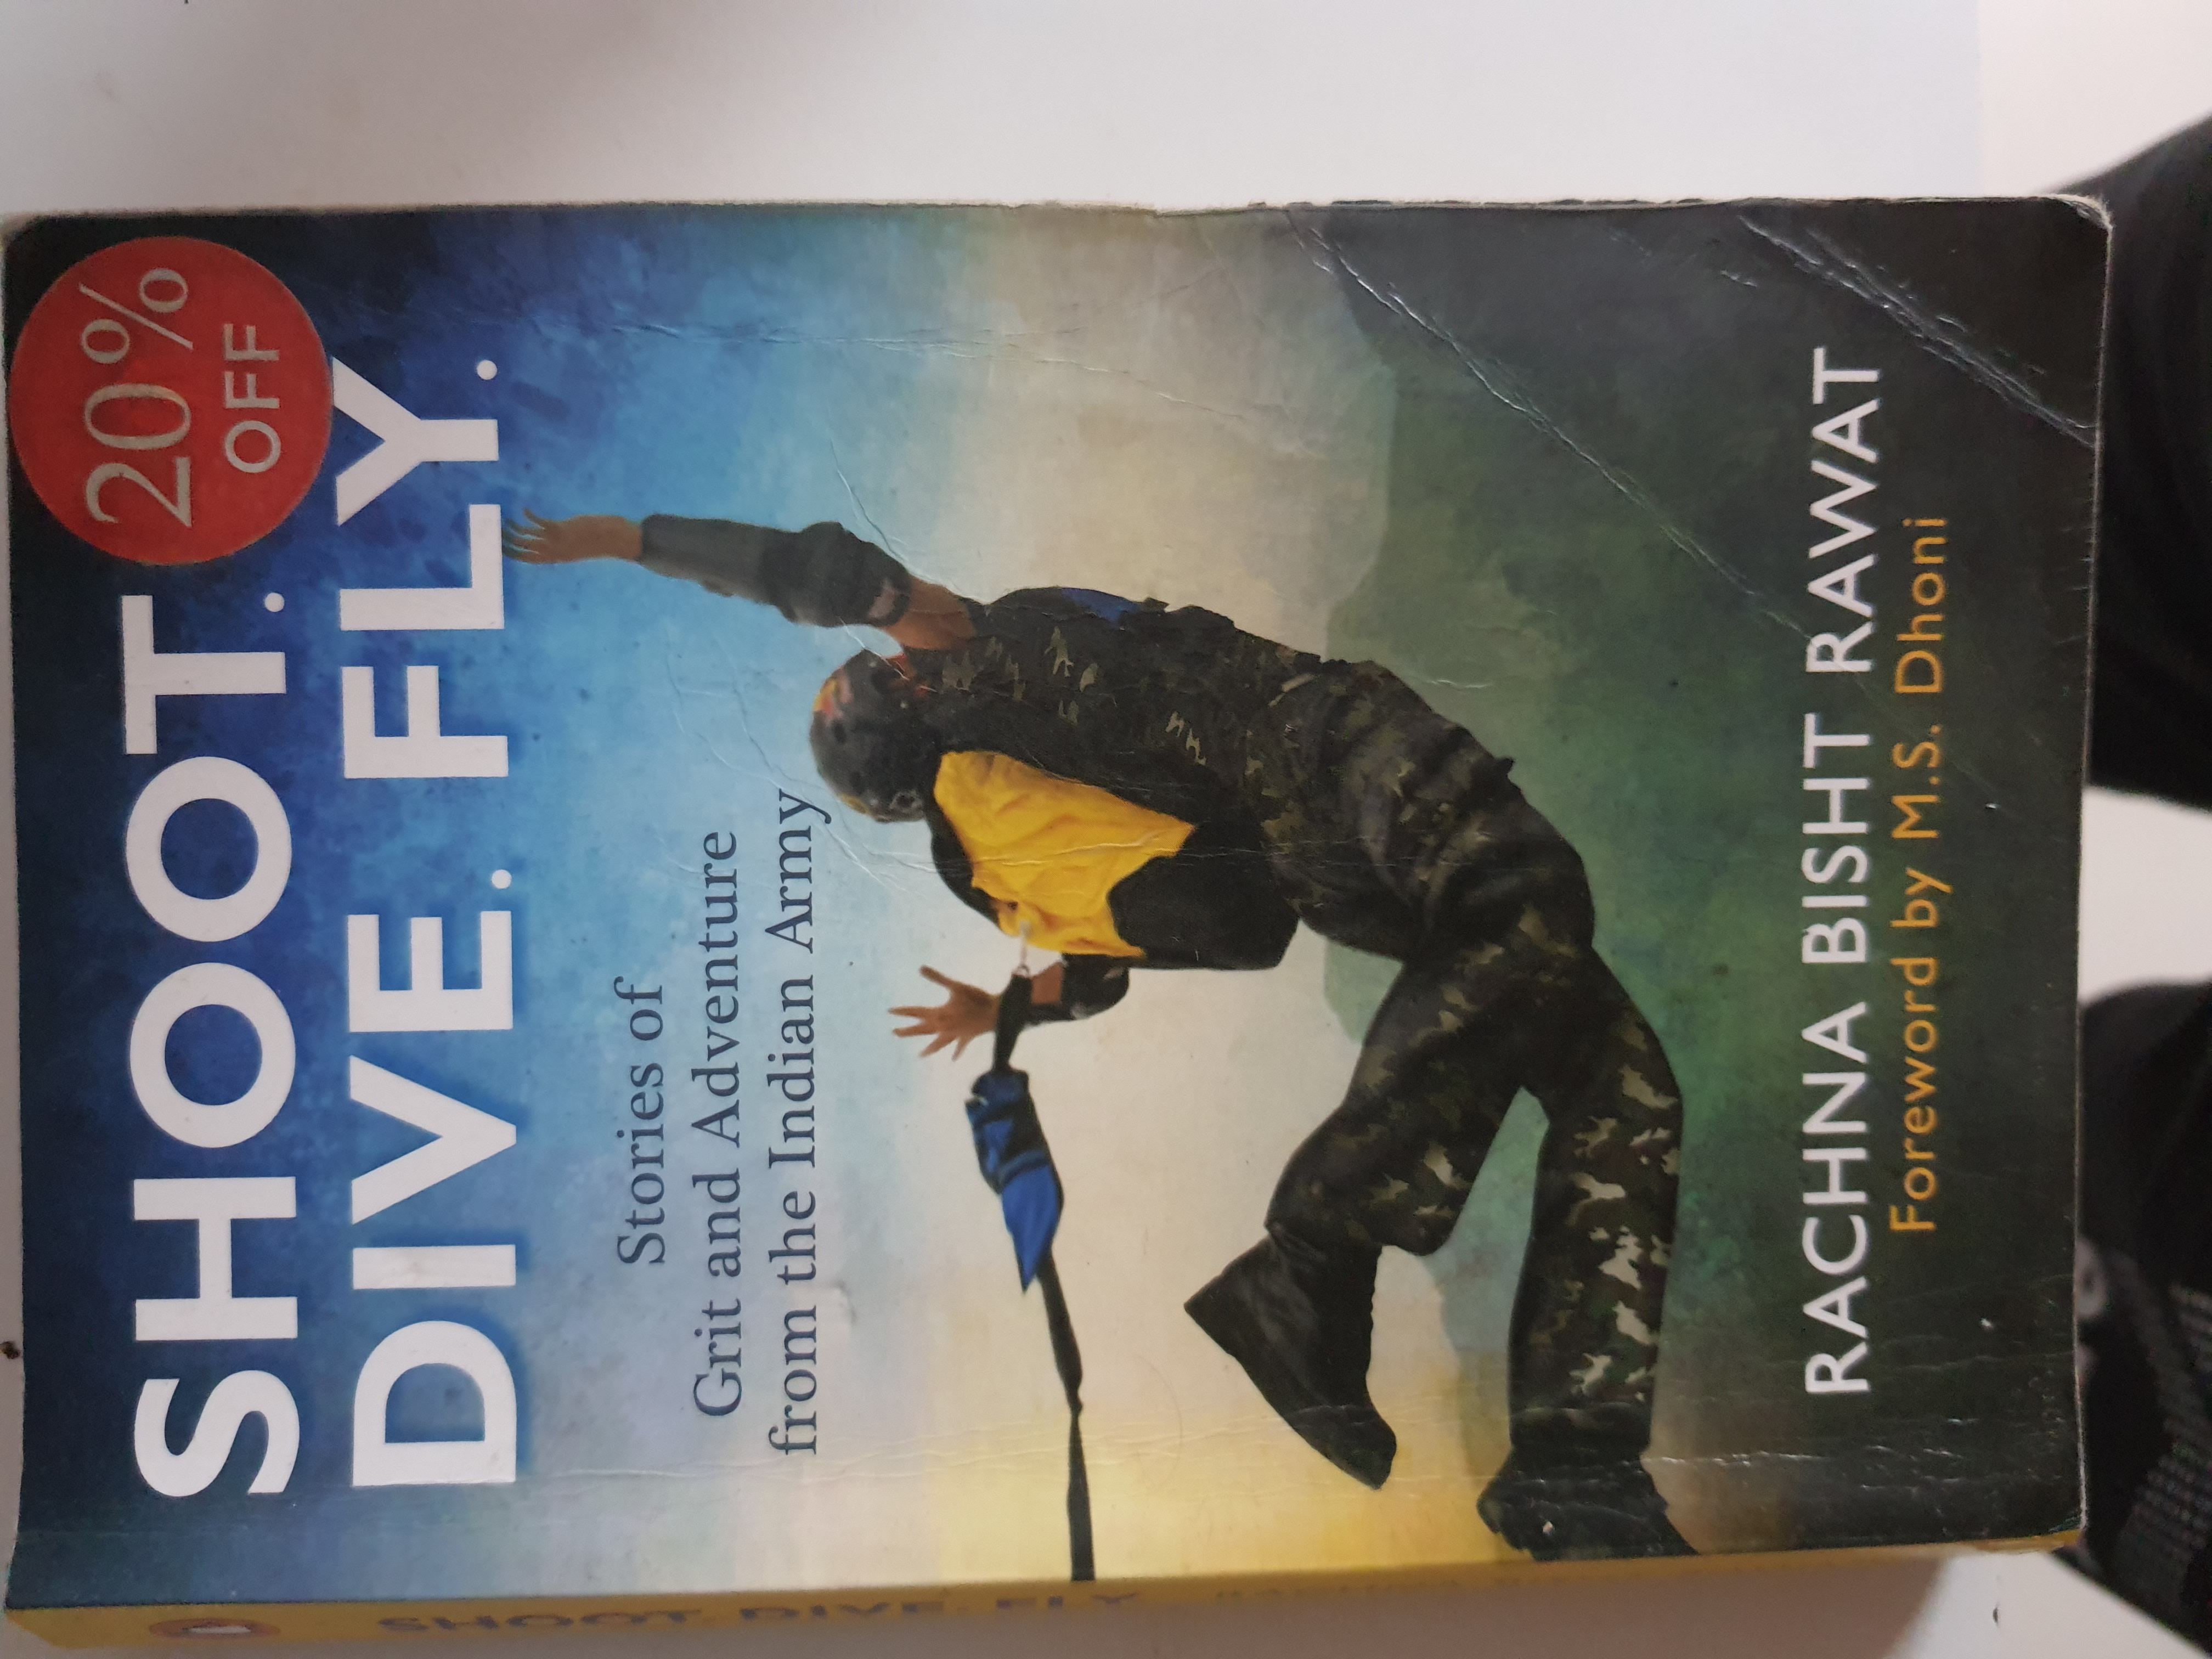 SHOOT.
20%
OFF
DIVE. FLY.
Stories of
Grit and Adventure
from the Indian Army
RACHNA BISHT RAWAT
Foreword by M.S. Dhoni
SHOOT. DIVE. FLY.